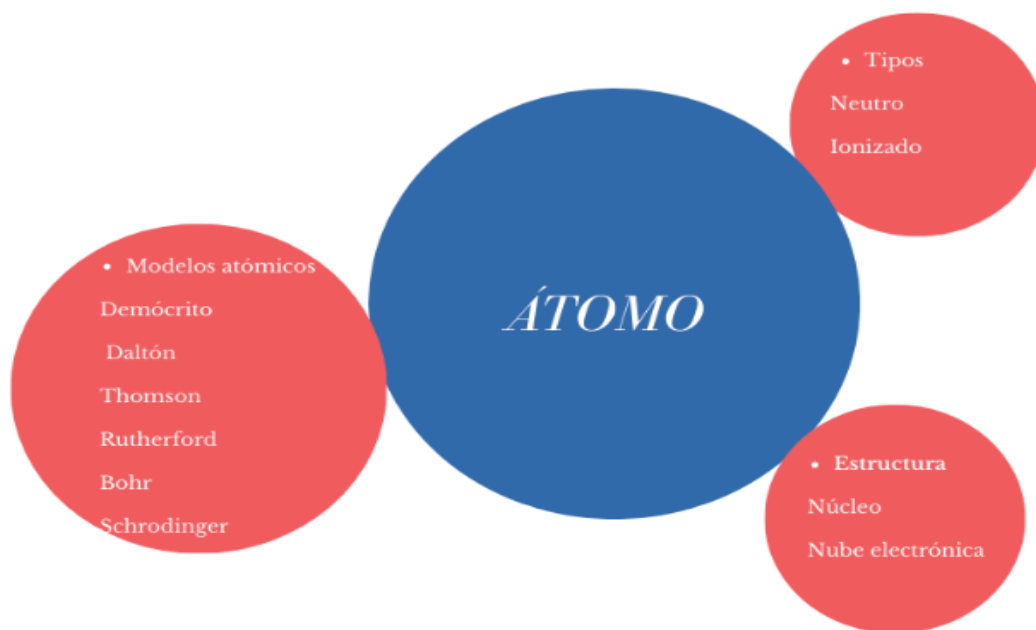 • Tipos
Neutro
Ionizado
ÁTOMO
• Modelos atómicos
Demócrito
Daltón
Thomson
Rutherford
Bohr
Schrodinger
• Estructura
Núcleo
Nube electrónica